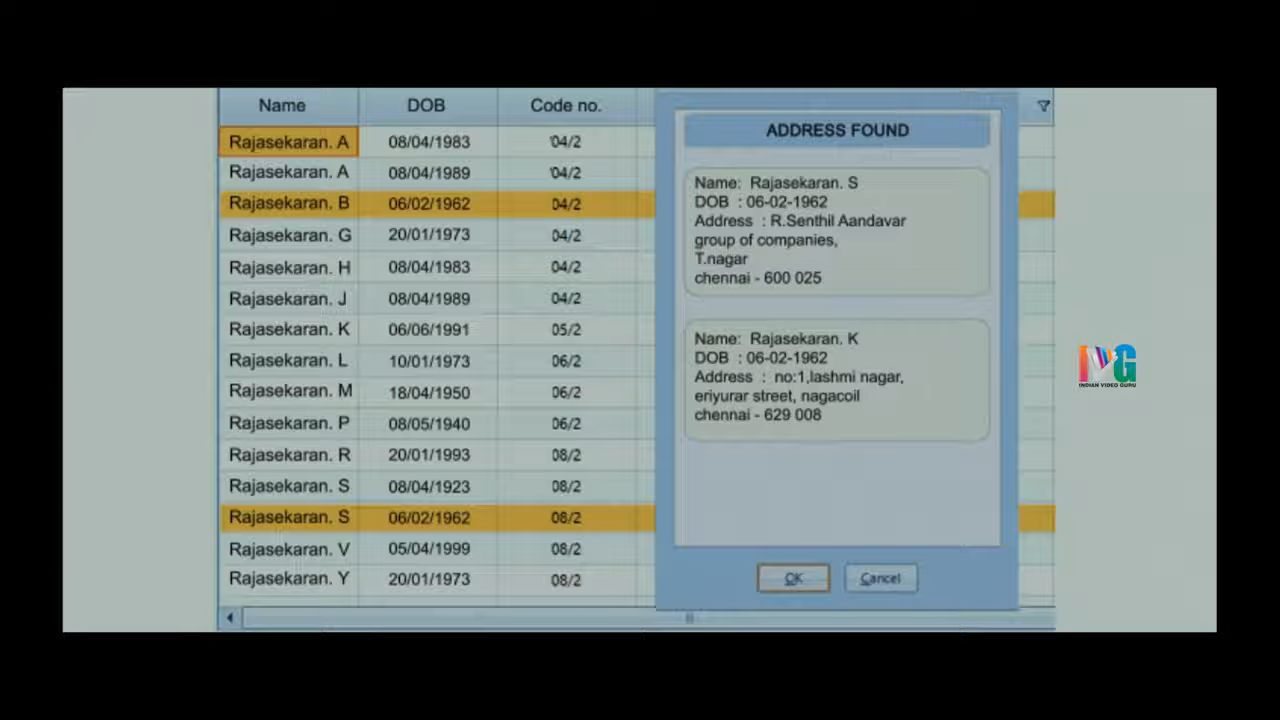 Name DOB Code no.
Rajasekaran. A 08/04/1983 04/2
Rajasekaran. A 08/04/1989 04/2
Rajasekaran. B 06/02/1962 04/2
Rajasekaran. G 20/01/1973 04/2
Rajasekaran. H 08/04/1983 04/2
Rajasekaran. J 08/04/1989 04/2
Rajasekaran. K 06/06/1991 05/2
Rajasekaran. L 10/01/1973 06/2
Rajasekaran. M 18/04/1950 06/2
Rajasekaran. P 08/05/1940 06/2
Rajasekaran. R 20/01/1993 08/2
Rajasekaran. S 08/04/1923 08/2
Rajasekaran. S 06/02/1962 08/2
Rajasekaran. V 05/04/1999 08/2
Rajasekaran. Y 20/01/1973 08/2
ADDRESS FOUND
Name: Rajasekaran. S
DOB : 06-02-1962
Address : R.Senthil Aandavar
group of companies,
T.nagar
chennai - 600 025
Name: Rajasekaran. K
DOB : 06-02-1962
Address : no:1,lashmi nagar,
eriyurar street, nagacoil
chennai - 629 008
OK Cancel
IVG
INDIAN VIDEO GURU